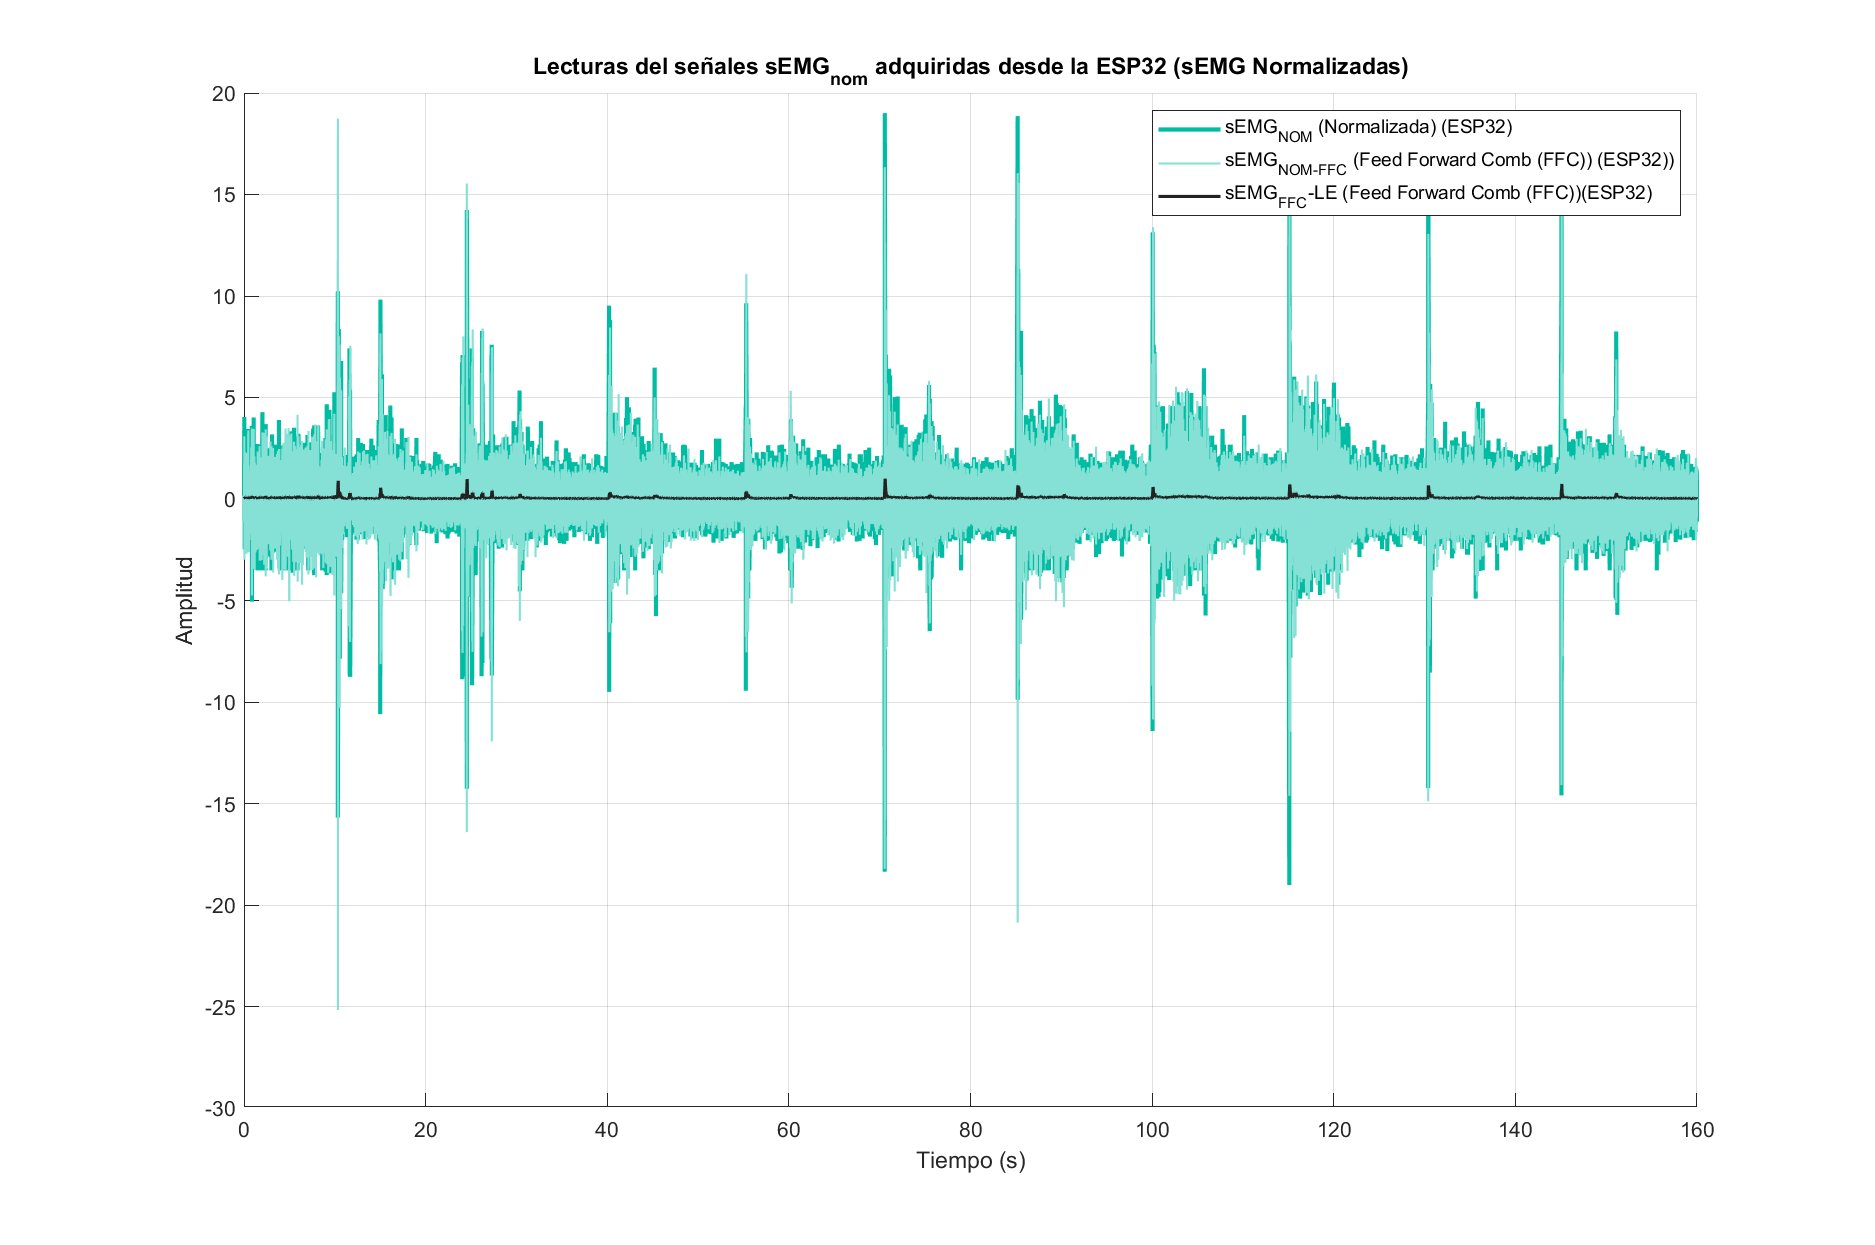 Lecturas del señales sEMGnom adquiridas desde la ESP32 (sEMG Normalizadas)
sEMGNOM (Normalizada) (ESP32)
sEMGNOM-FFC (Feed Forward Comb (FFC)) (ESP32))
sEMGFFC-LE (Feed Forward Comb (FFC))(ESP32)
20
15
10
5
0
-5
-10
-15
-20
-25
-30
Amplitud
0 20 40 60 80 100 120 140 160
Tiempo (s)